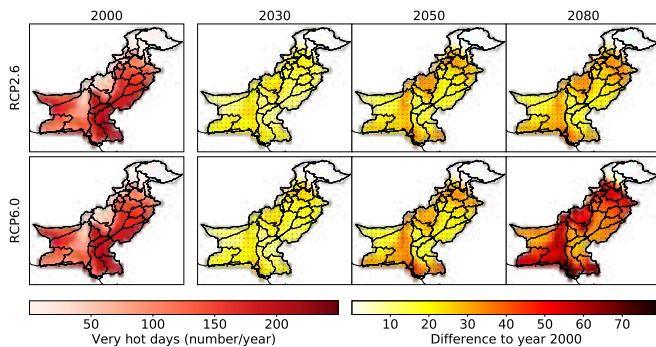 2000 2030 2050 2080
RCP2.6
RCP6.0
50 100 150 200 10 20 30 40 50 60 70
Very hot days (number/year) Difference to year 2000